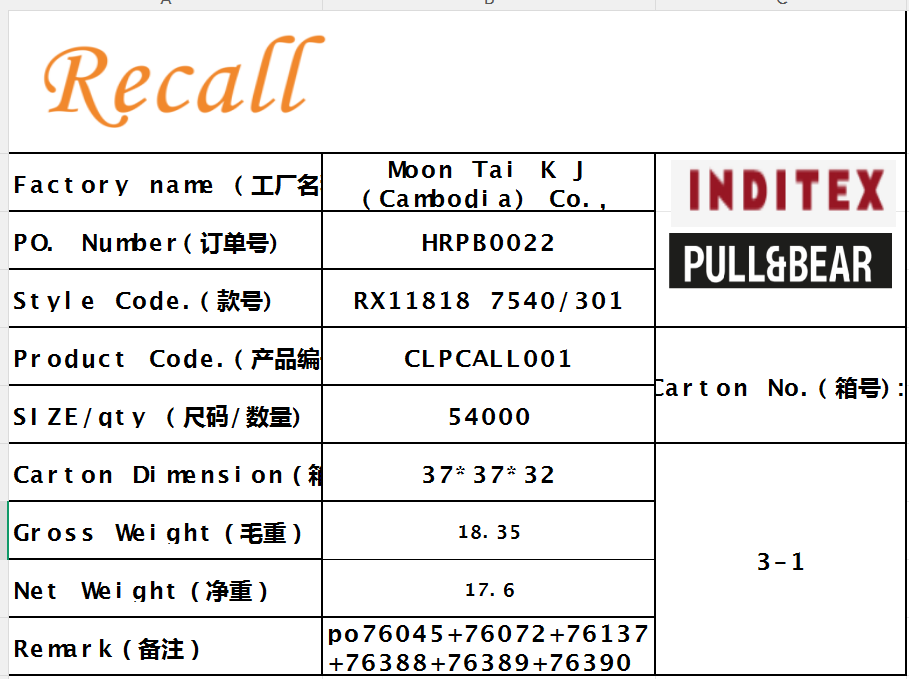 Recall
Factory name (工厂名
Moon Tai K J
(Cambodia) Co.,
INDITEX
PULL&BEAR
PO. Number(订单号)
HRPB0022
Style Code.(款号)
RX11818 7540/301
Product Code.(产品编
CLPCALL001
Carton No.(箱号):
SIZE/qty (尺码/数量)
54000
Carton Dimension(箱
37*37*32
Gross Weight(毛重)
18.35
3-1
Net Weight(净重)
17.6
Remark(备注)
po76045+76072+76137
+76388+76389+76390